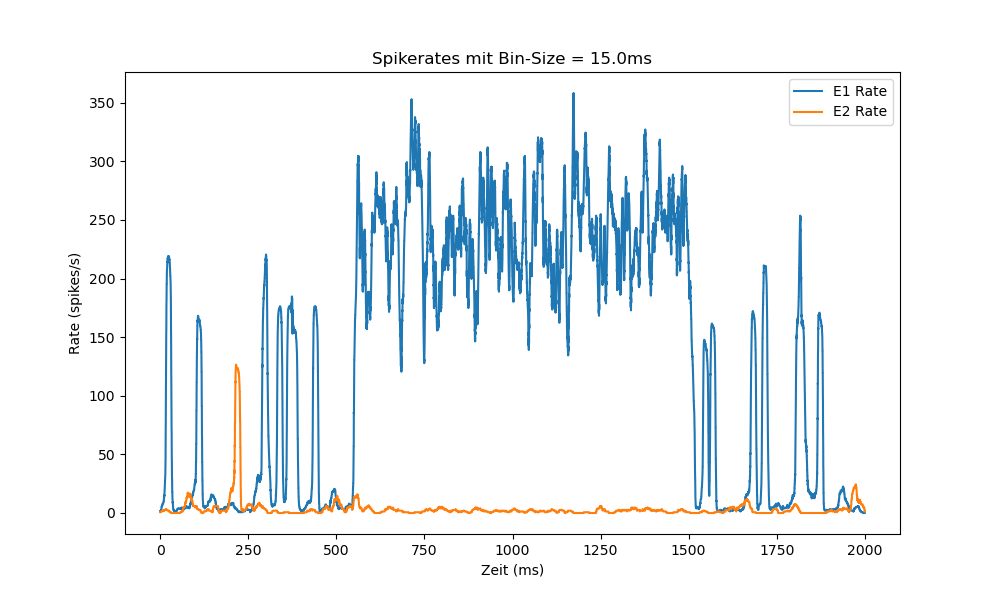 Spikerates mit Bin-Size = 15.0ms
E1 Rate
E2 Rate
Rate (spikes/s)
350
300
250
200
150
100
50
0
0 250 500 750 1000 1250 1500 1750 2000
Zeit (ms)